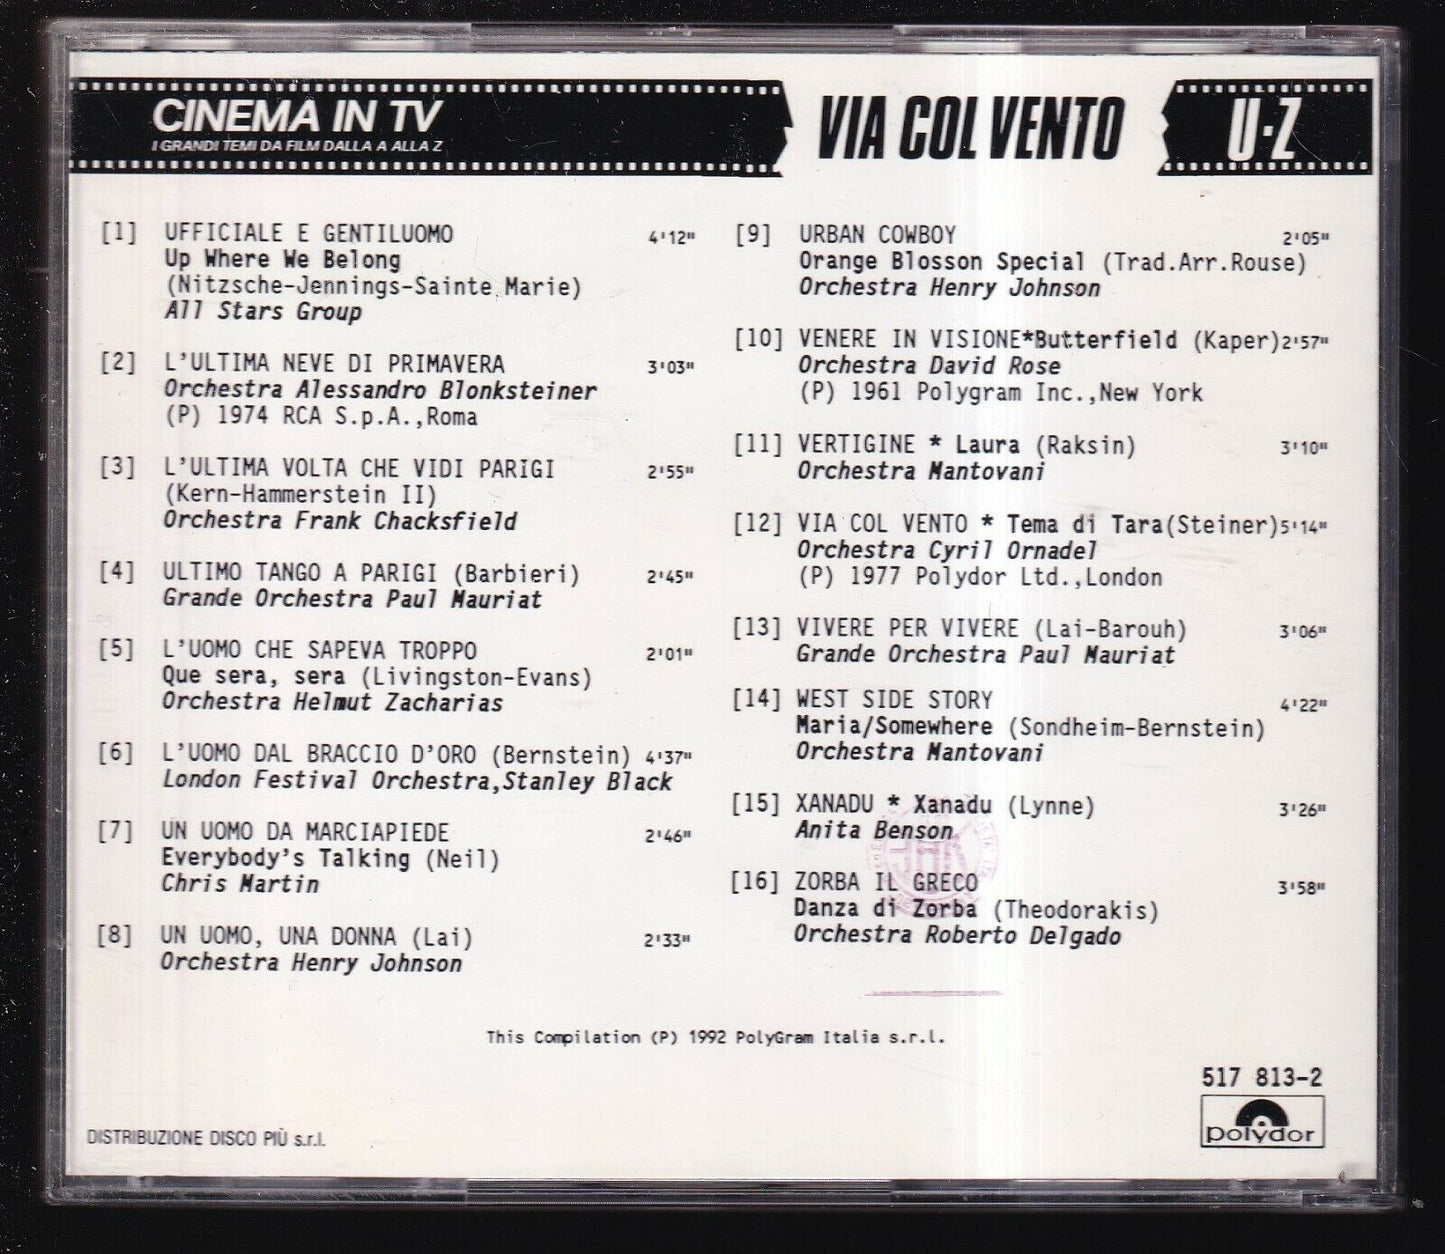 CINEMA IN TV
I GRANDI TEMI DA FILM DALLA A ALLA Z
VIA COL VENTO
U-Z
[1] UFFICIALE E GENTILUOMO 4'12"
Up Where We Belong
(Nitzsche-Jennings-Sainte Marie)
All Stars Group
[2] L'ULTIMA NEVE DI PRIMAVERA 3'03"
Orchestra Alessandro Blonksteiner
(P) 1974 RCA S.p.A.,Roma
[3] L'ULTIMA VOLTA CHE VIDI PARIGI 2'55"
(Kern-Hammerstein II)
Orchestra Frank Chacksfield
[4] ULTIMO TANGO A PARIGI (Barbieri) 2'45"
Grande Orchestra Paul Mauriat
[5] L'UOMO CHE SAPEVA TROPPO 2'01"
Que sera, sera (Livingston-Evans)
Orchestra Helmut Zacharias
[6] L'UOMO DAL BRACCIO D'ORO (Bernstein) 4'37"
London Festival Orchestra,Stanley Black
[7] UN UOMO DA MARCIAPIEDE 2'46"
Everybody's Talking (Neil)
Chris Martin
[8] UN UOMO, UNA DONNA (Lai) 2'33"
Orchestra Henry Johnson
[9] URBAN COWBOY 2'05"
Orange Blosson Special (Trad.Arr.Rouse)
Orchestra Henry Johnson
[10] VENERE IN VISIONE*Butterfield (Kaper)2'57"
Orchestra David Rose
(P) 1961 Polygram Inc.,New York
[11] VERTIGINE * Laura (Raksin) 3'10"
Orchestra Mantovani
[12] VIA COL VENTO * Tema di Tara(Steiner)5'14"
Orchestra Cyril Ornadel
(P) 1977 Polydor Ltd.,London
[13] VIVERE PER VIVERE (Lai-Barouh) 3'06"
Grande Orchestra Paul Mauriat
[14] WEST SIDE STORY 4'22"
Maria/Somewhere (Sondheim-Bernstein)
Orchestra Mantovani
[15] XANADU * Xanadu (Lynne) 3'26"
Anita Benson
[16] ZORBA IL GRECO 3'58"
Danza di Zorba (Theodorakis)
Orchestra Roberto Delgado
This Compilation (P) 1992 PolyGram Italia s.r.l.
517 813-2
polydor
DISTRIBUZIONE DISCO PIÙ s.r.l.